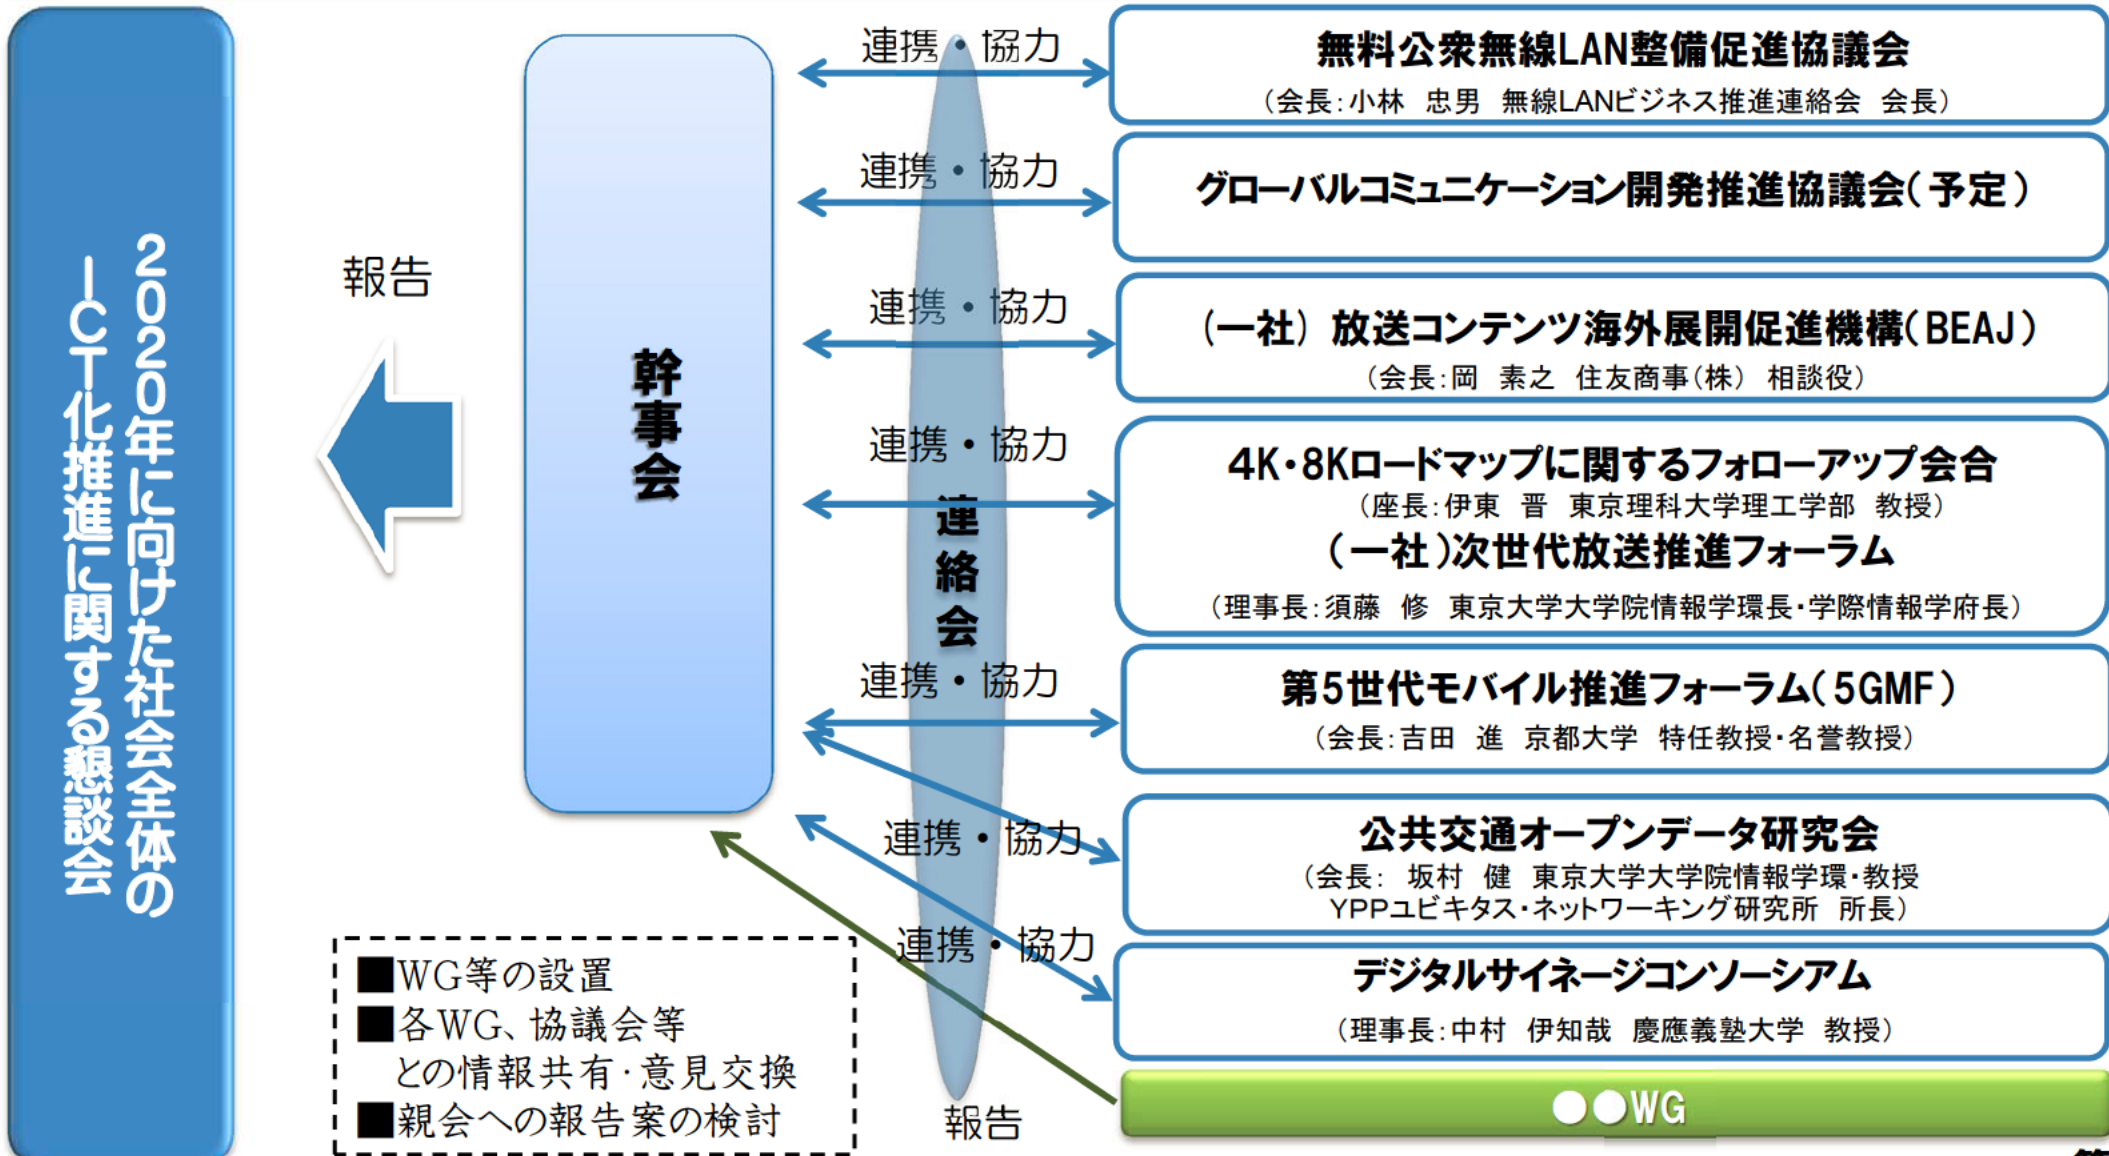 2020年に向けた社会全体の
ICT化推進に関する懇談会
報告
幹事会
連絡会
連携・協力
無料公衆無線LAN整備促進協議会
（会長：小林　忠男　無線LANビジネス推進連絡会　会長）
連携・協力
グローバルコミュニケーション開発推進協議会（予定）
連携・協力
（一社）放送コンテンツ海外展開促進機構（BEAJ）
（会長：岡　素之　住友商事（株）　相談役）
連携・協力
4K・8Kロードマップに関するフォローアップ会合
（座長：伊東　晋　東京理科大学理工学部　教授）
（一社）次世代放送推進フォーラム
（理事長：須藤　修　東京大学大学院情報学環長・学際情報学府長）
連携・協力
第5世代モバイル推進フォーラム（5GMF）
（会長：吉田　進　京都大学　特任教授・名誉教授）
連携・協力
公共交通オープンデータ研究会
（会長：　坂村　健　東京大学大学院情報学環・教授
YPPユビキタス・ネットワーキング研究所　所長）
連携・協力
デジタルサイネージコンソーシアム
（理事長：中村　伊知哉　慶應義塾大学　教授）
報告
●●WG
■WG等の設置
■各WG、協議会等
との情報共有・意見交換
■親会への報告案の検討